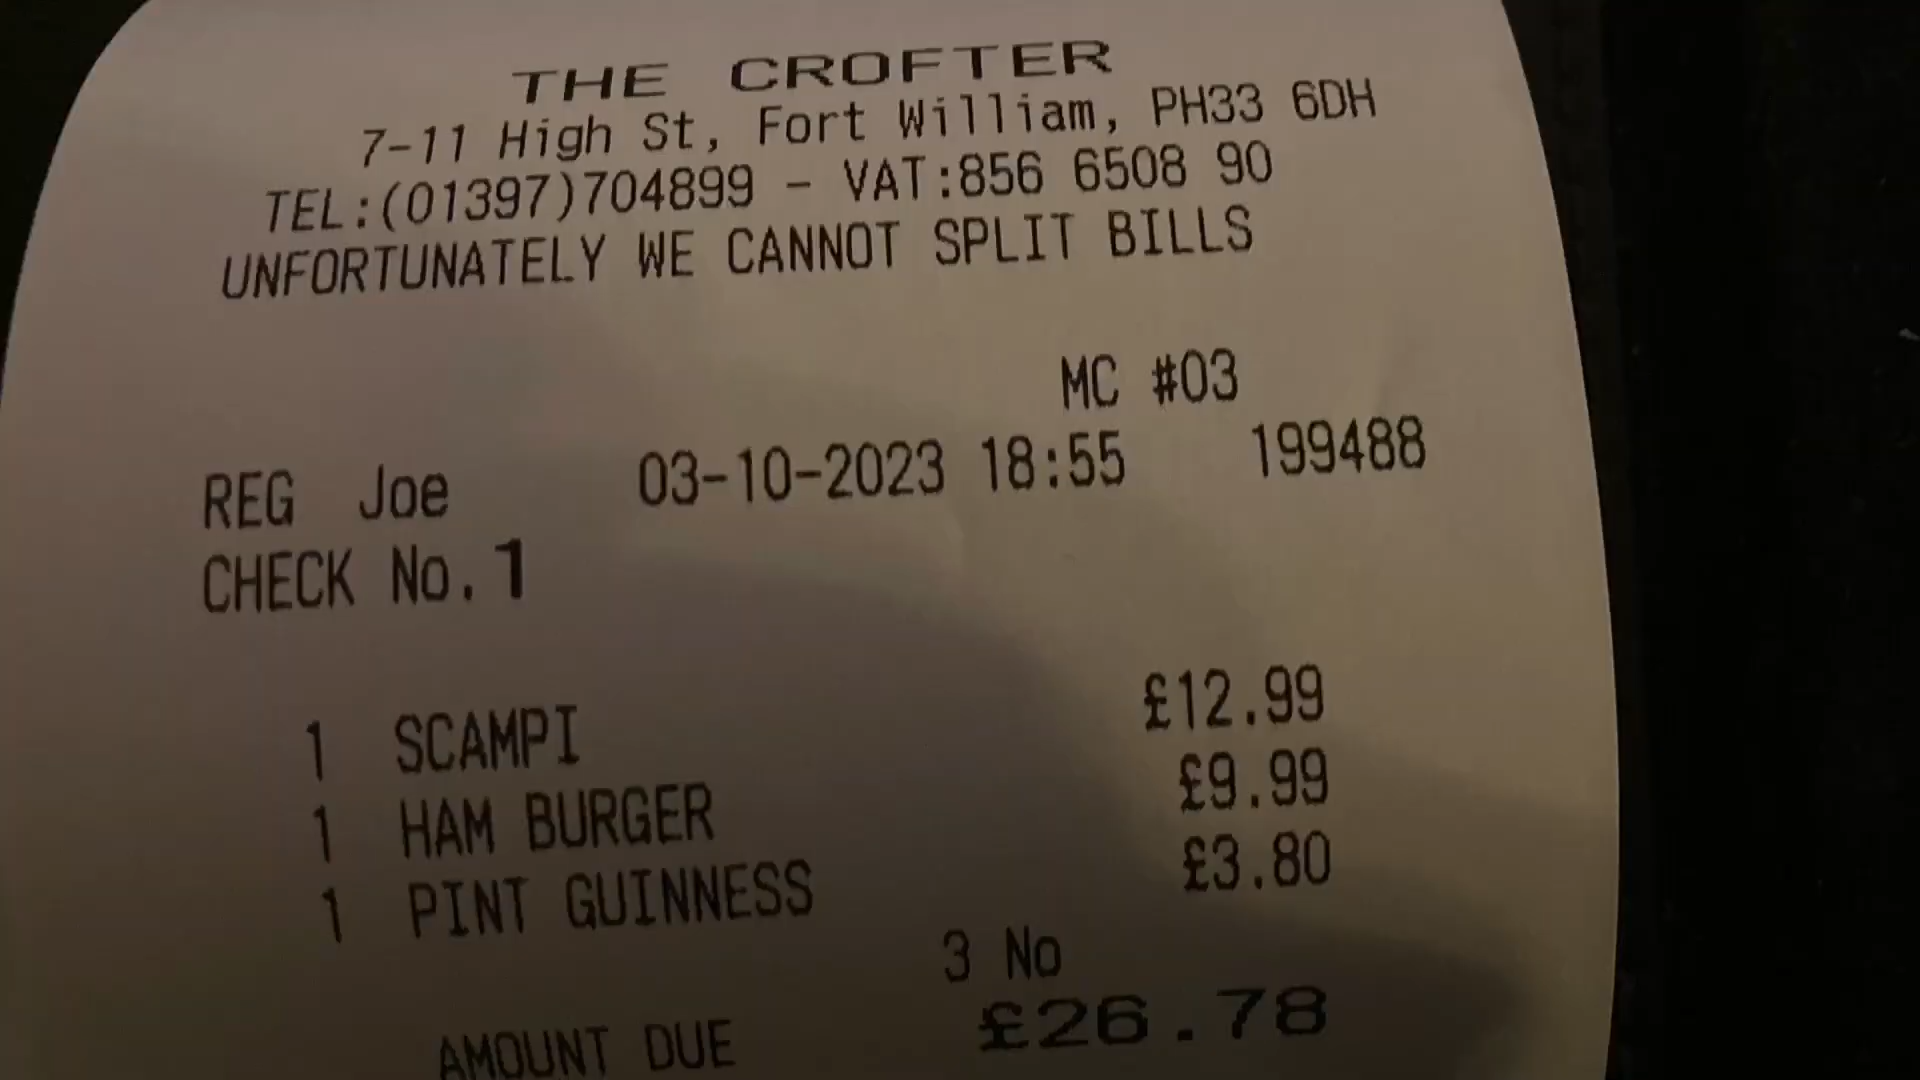 THE CROFTER
7-11 High St, Fort William, PH33 6DH
TEL:(01397)704899 - VAT:856 6508 90
UNFORTUNATELY WE CANNOT SPLIT BILLS
MC #03
REG Joe 03-10-2023 18:55 199488
CHECK No.1
1 SCAMPI £12.99
1 HAM BURGER £9.99
1 PINT GUINNESS £3.80
3 No
AMOUNT DUE £26.78